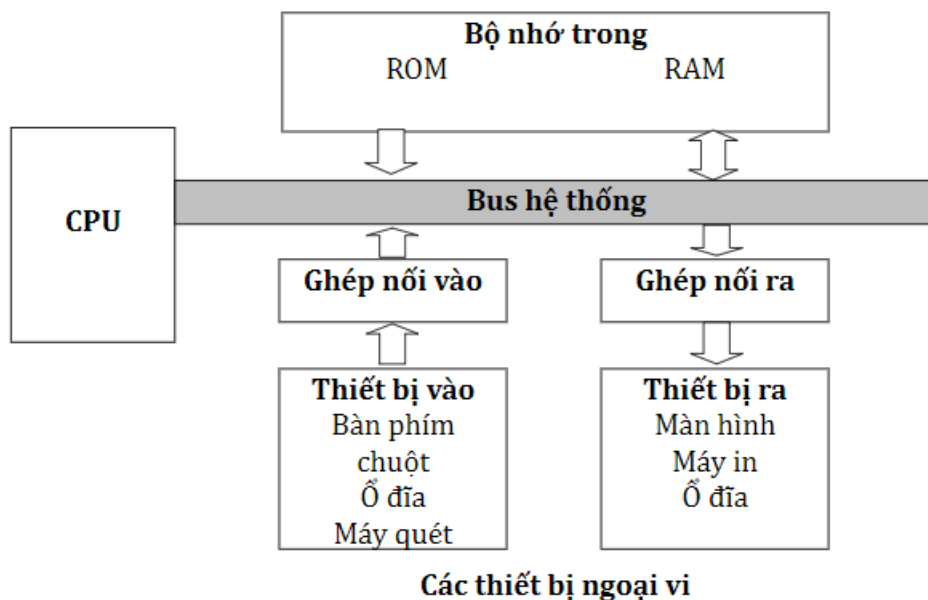 Bộ nhớ trong
ROM RAM
CPU
Bus hệ thống
Ghép nối vào
Ghép nối ra
Thiết bị vào
Bàn phím
chuột
Ổ đĩa
Máy quét
Thiết bị ra
Màn hình
Máy in
Ổ đĩa
Các thiết bị ngoại vi